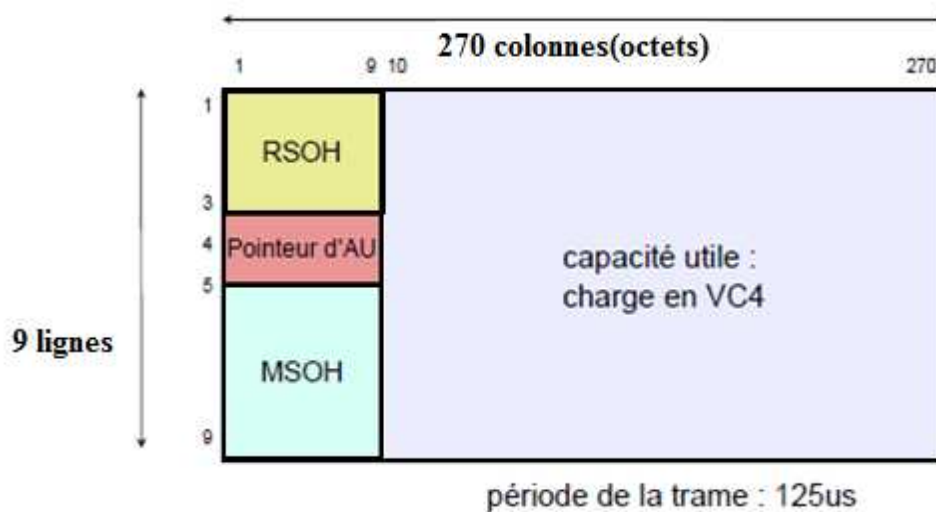 270 colonnes(octets)
1 9 10 270
1
RSOH
3
4 Pointeur d'AU
5
capacité utile :
charge en VC4
9 lignes
MSOH
9
période de la trame : 125us